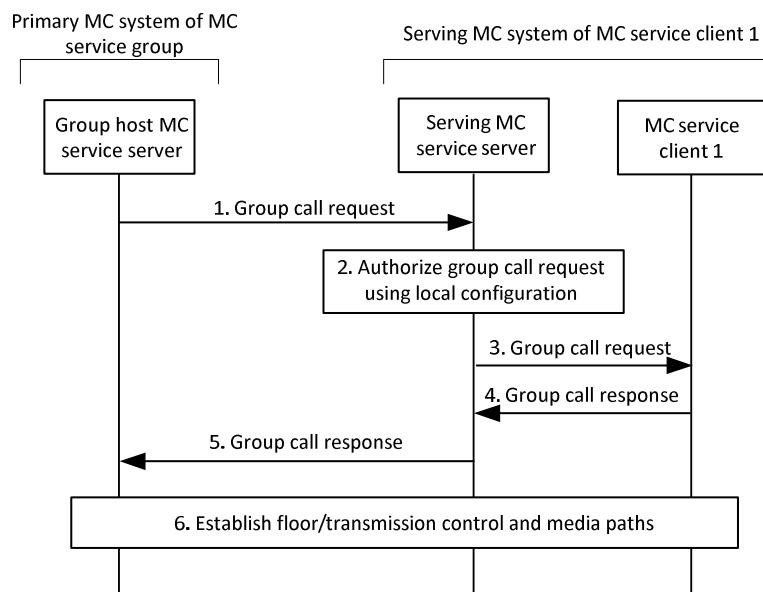 Primary MC system of MC
service group
Serving MC system of MC service client 1
Group host MC
service server
Serving MC
service server
MC service
client 1
1. Group call request
2. Authorize group call request
using local configuration
3. Group call request
4. Group call response
5. Group call response
6. Establish floor/transmission control and media paths